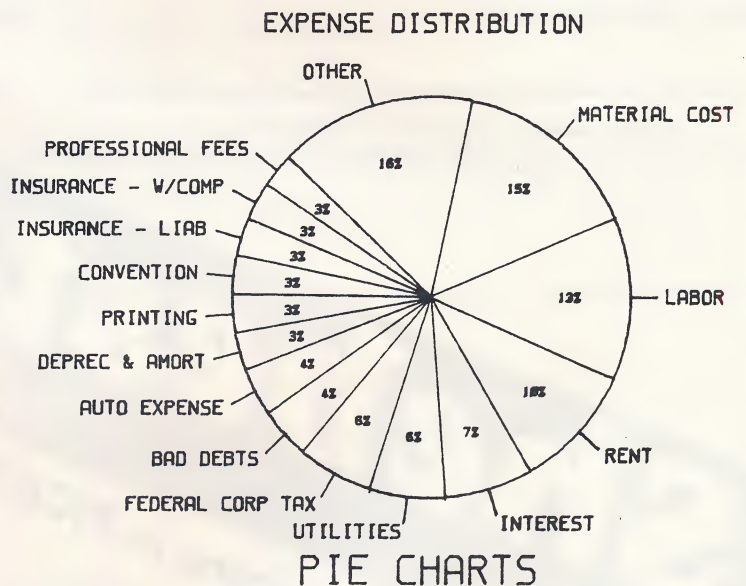 EXPENSE DISTRIBUTION
OTHER
MATERIAL COST
PROFESSIONAL FEES
16%
INSURANCE - W/COMP
15%
3%
INSURANCE - LIAB
3%
3%
CONVENTION
3%
13%
LABOR
PRINTING
3%
3%
DEPREC & AMORT
4%
AUTO EXPENSE
4%
10%
6%
6%
7%
BAD DEBTS
RENT
FEDERAL CORP TAX
UTILITIES
INTEREST
PIE CHARTS